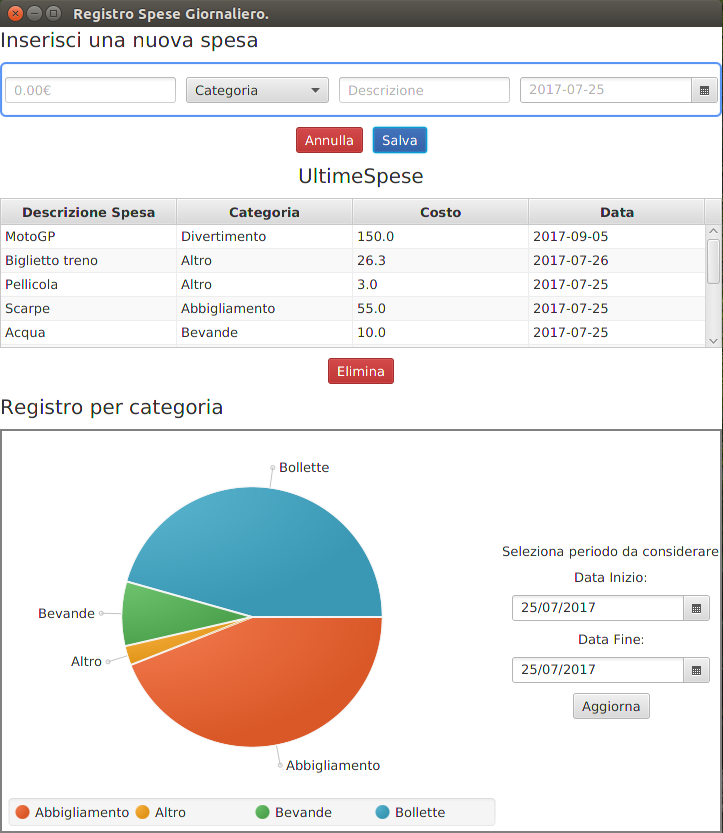 Registro Spese Giornaliero.
Inserisci una nuova spesa
0.00€ Categoria Descrizione 2017-07-25
Annulla Salva
UltimeSpese
Descrizione Spesa Categoria Costo Data
MotoGP Divertimento 150.0 2017-09-05
Biglietto treno Altro 26.3 2017-07-26
Pellicola Altro 3.0 2017-07-25
Scarpe Abbigliamento 55.0 2017-07-25
Acqua Bevande 10.0 2017-07-25
Elimina
Registro per categoria
Bollette
Bevande
Altro
Abbigliamento
Seleziona periodo da considerare
Data Inizio:
25/07/2017
Data Fine:
25/07/2017
Aggiorna
Abbigliamento Altro Bevande Bollette